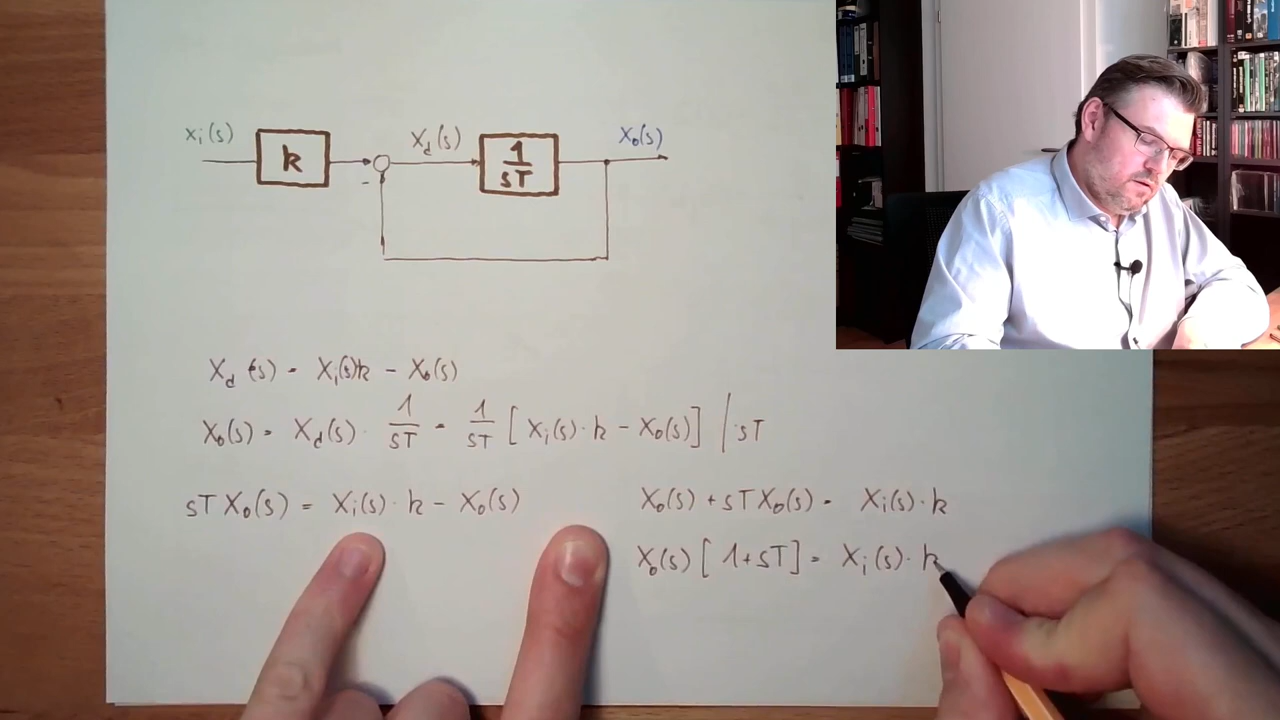 Xi(s) k Xd(s) 1/sT Xo(s)
-
Xd(s) = Xi(s)k - Xo(s)
Xo(s) = Xd(s) · 1/sT = 1/sT [Xi(s) · k - Xo(s)] | · sT
sT Xo(s) = Xi(s) · k - Xo(s)
Xo(s) + sT Xo(s) = Xi(s) · k
Xo(s) [1+sT] = Xi(s) · k